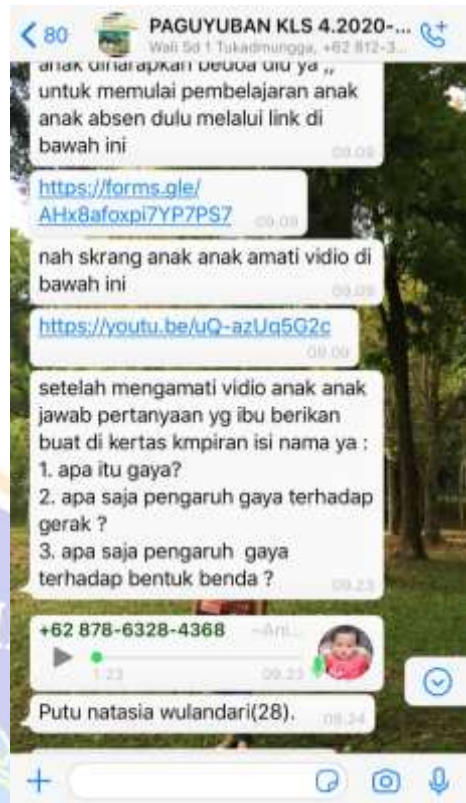 80
PAGUYUBAN KLS 4.2020-...
Wali Sd 1 Tukadmungga, +62 812-3...
anak diharapkan bedoa dlu ya ,,
untuk memulai pembelajaran anak
anak absen dulu melalui link di
bawah ini
09.09
https://forms.gle/
AHx8afoxpi7YP7PS7
09.09
nah skrang anak anak amati vidio di
bawah ini
09.09
https://youtu.be/uQ-azUq5G2c
09.09
setelah mengamati vidio anak anak
jawab pertanyaan yg ibu berikan
buat di kertas kmpiran isi nama ya :
1. apa itu gaya?
2. apa saja pengaruh gaya terhadap
gerak ?
3. apa saja pengaruh gaya
terhadap bentuk benda ?
09.23
+62 878-6328-4368 ~Ani...
1:23
09.23
Putu natasia wulandari(28).
09.24